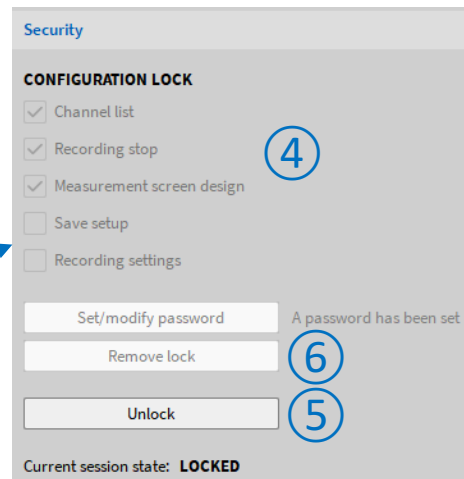 Security
CONFIGURATION LOCK
Channel list
Recording stop
4
Measurement screen design
Save setup
Recording settings
Set/modify password A password has been set
Remove lock
6
Unlock
5
Current session state: LOCKED